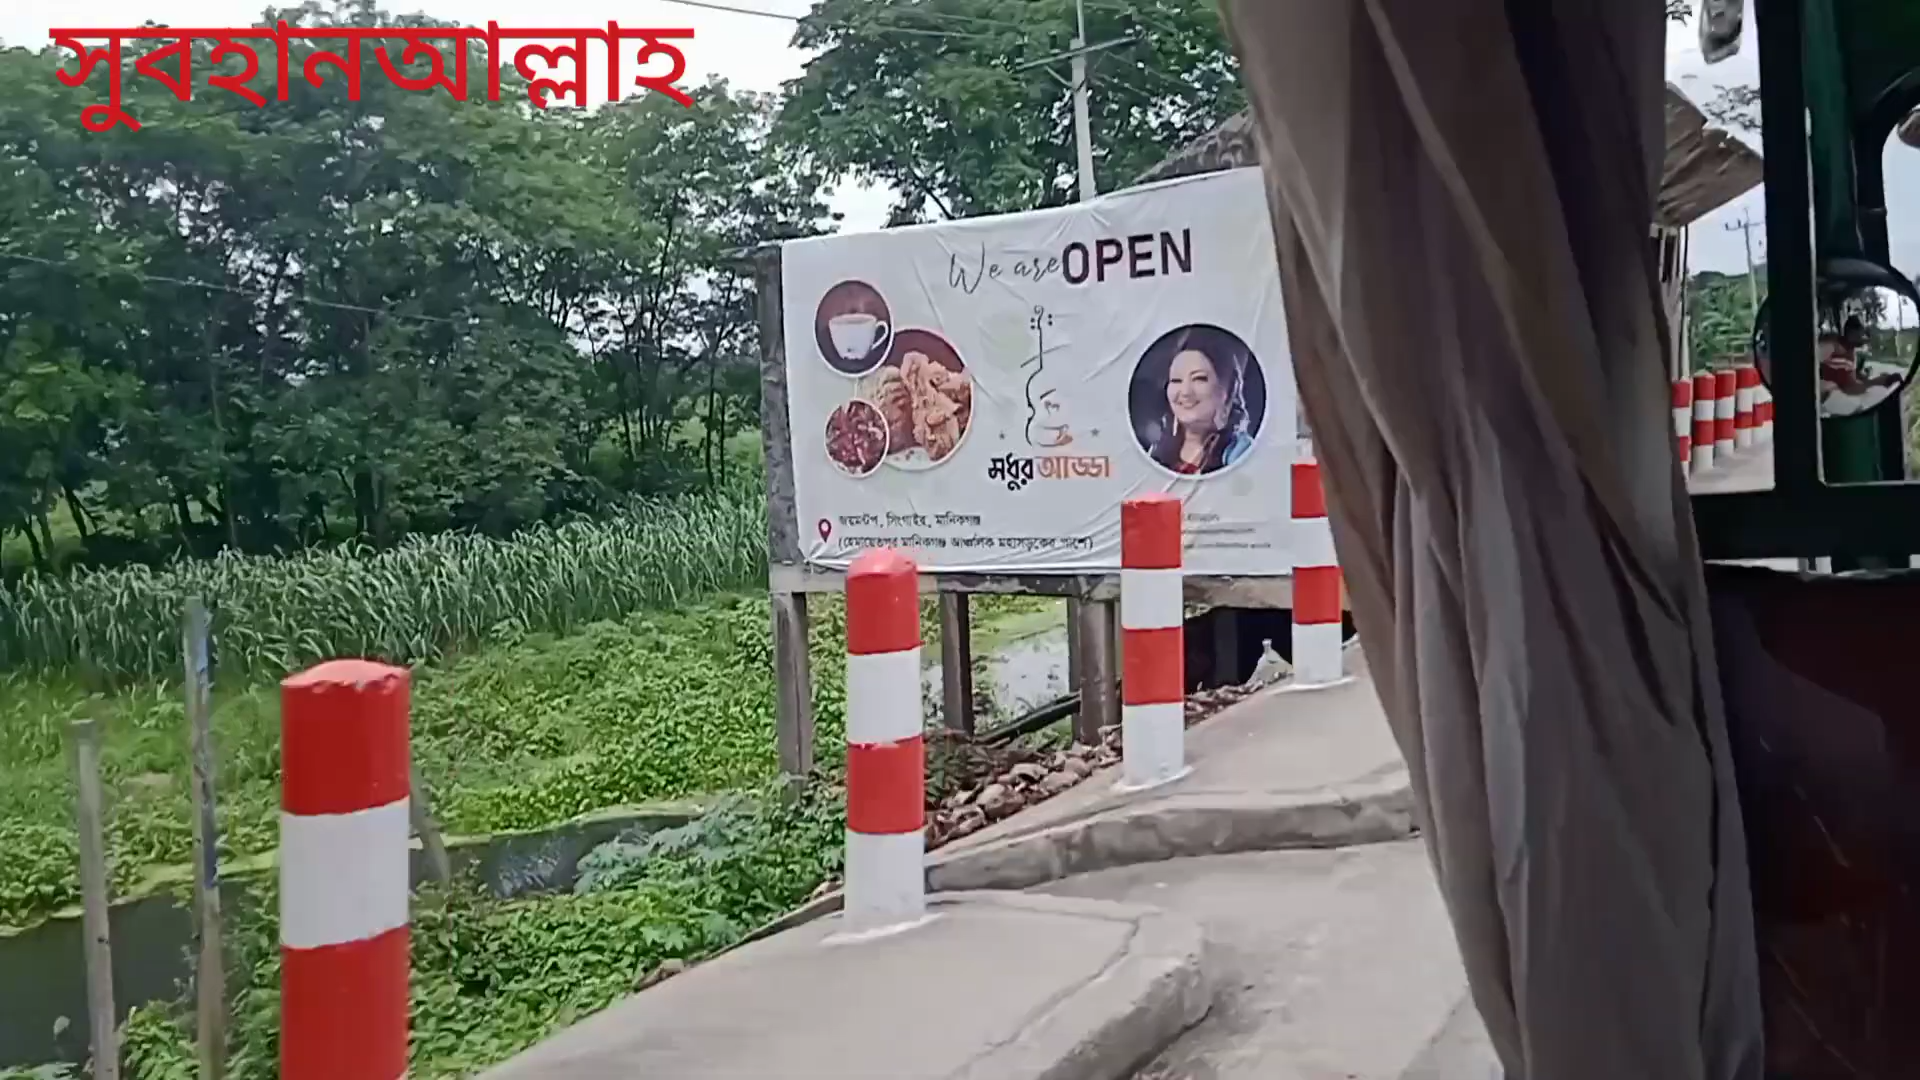 সুবহানআল্লাহ
We are OPEN
মধুর আড্ডা
জয়মন্টপ, সিংগাইর, মানিকগঞ্জ
(হেমায়েতপুর মানিকগঞ্জ আঞ্চলিক মহাসড়কের পাশে)